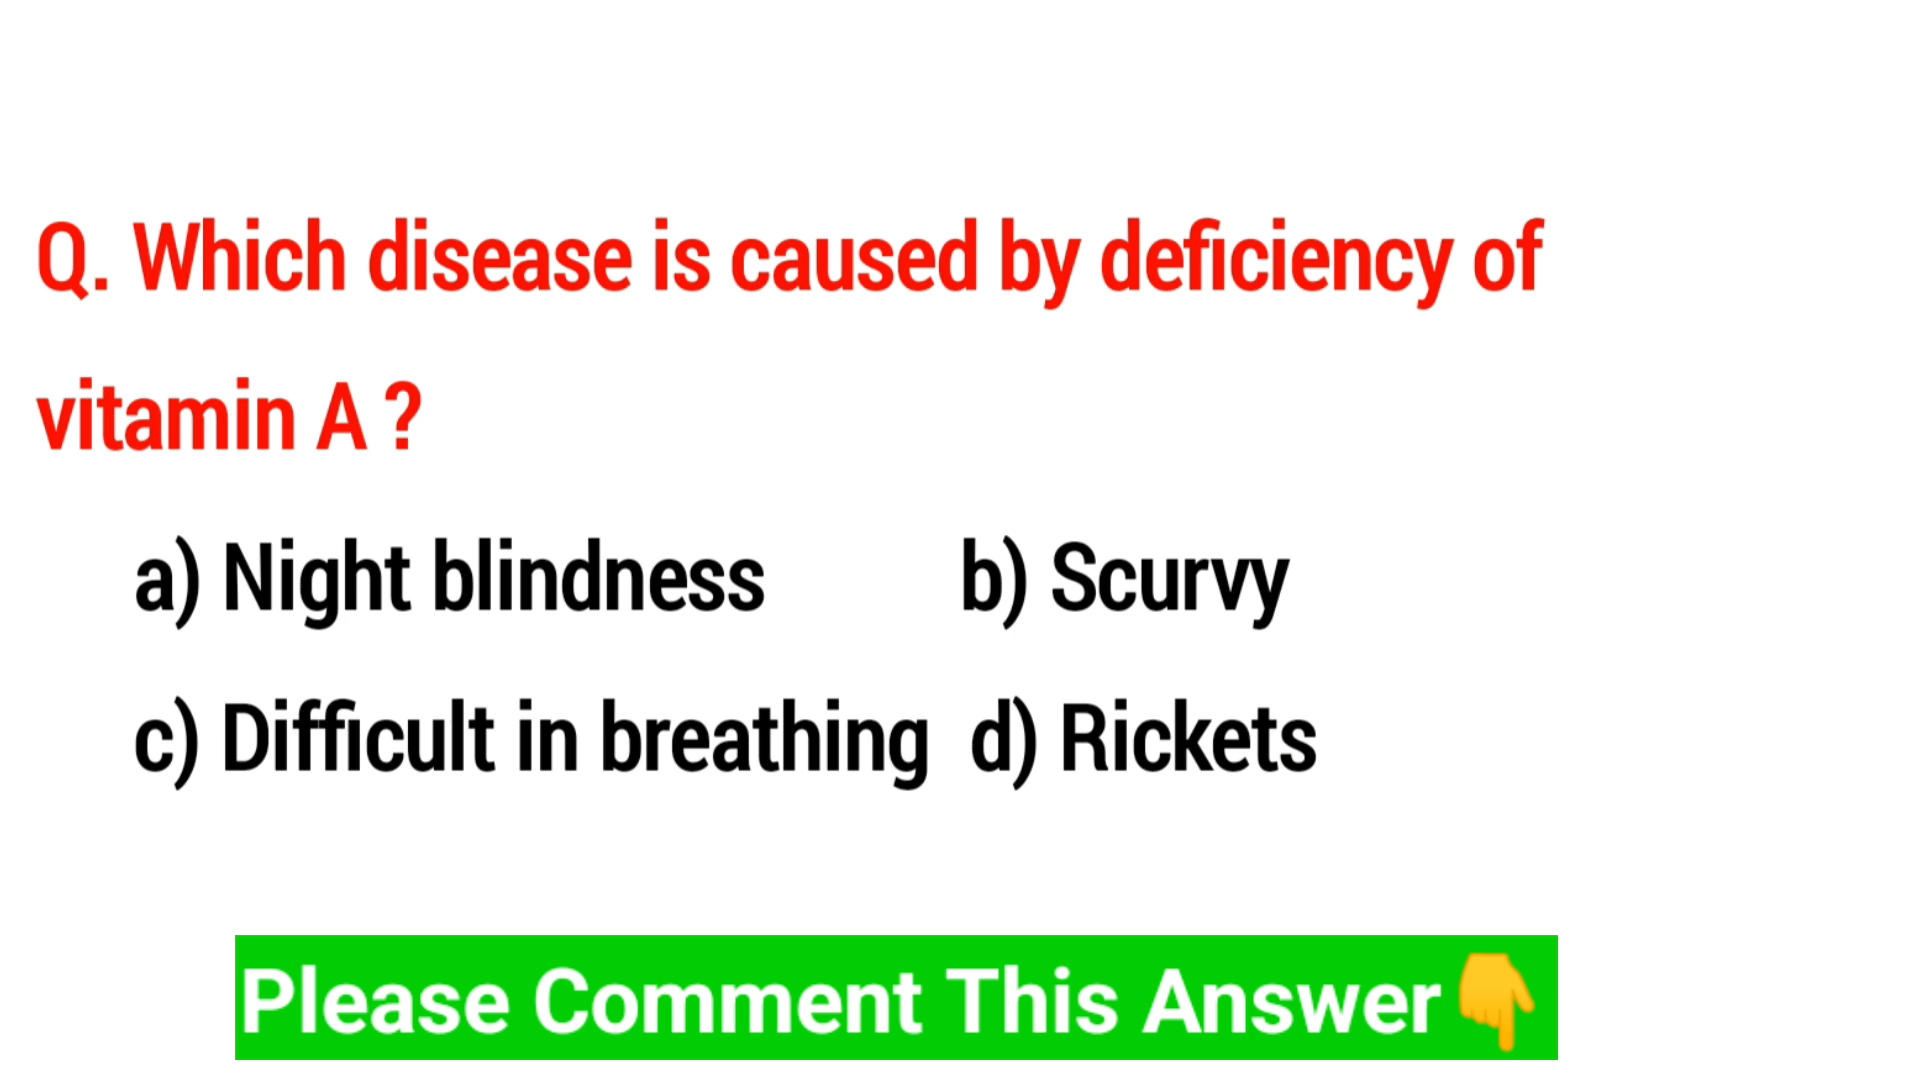 Q. Which disease is caused by deficiency of
vitamin A ?
a) Night blindness b) Scurvy
c) Difficult in breathing d) Rickets
Please Comment This Answer👇